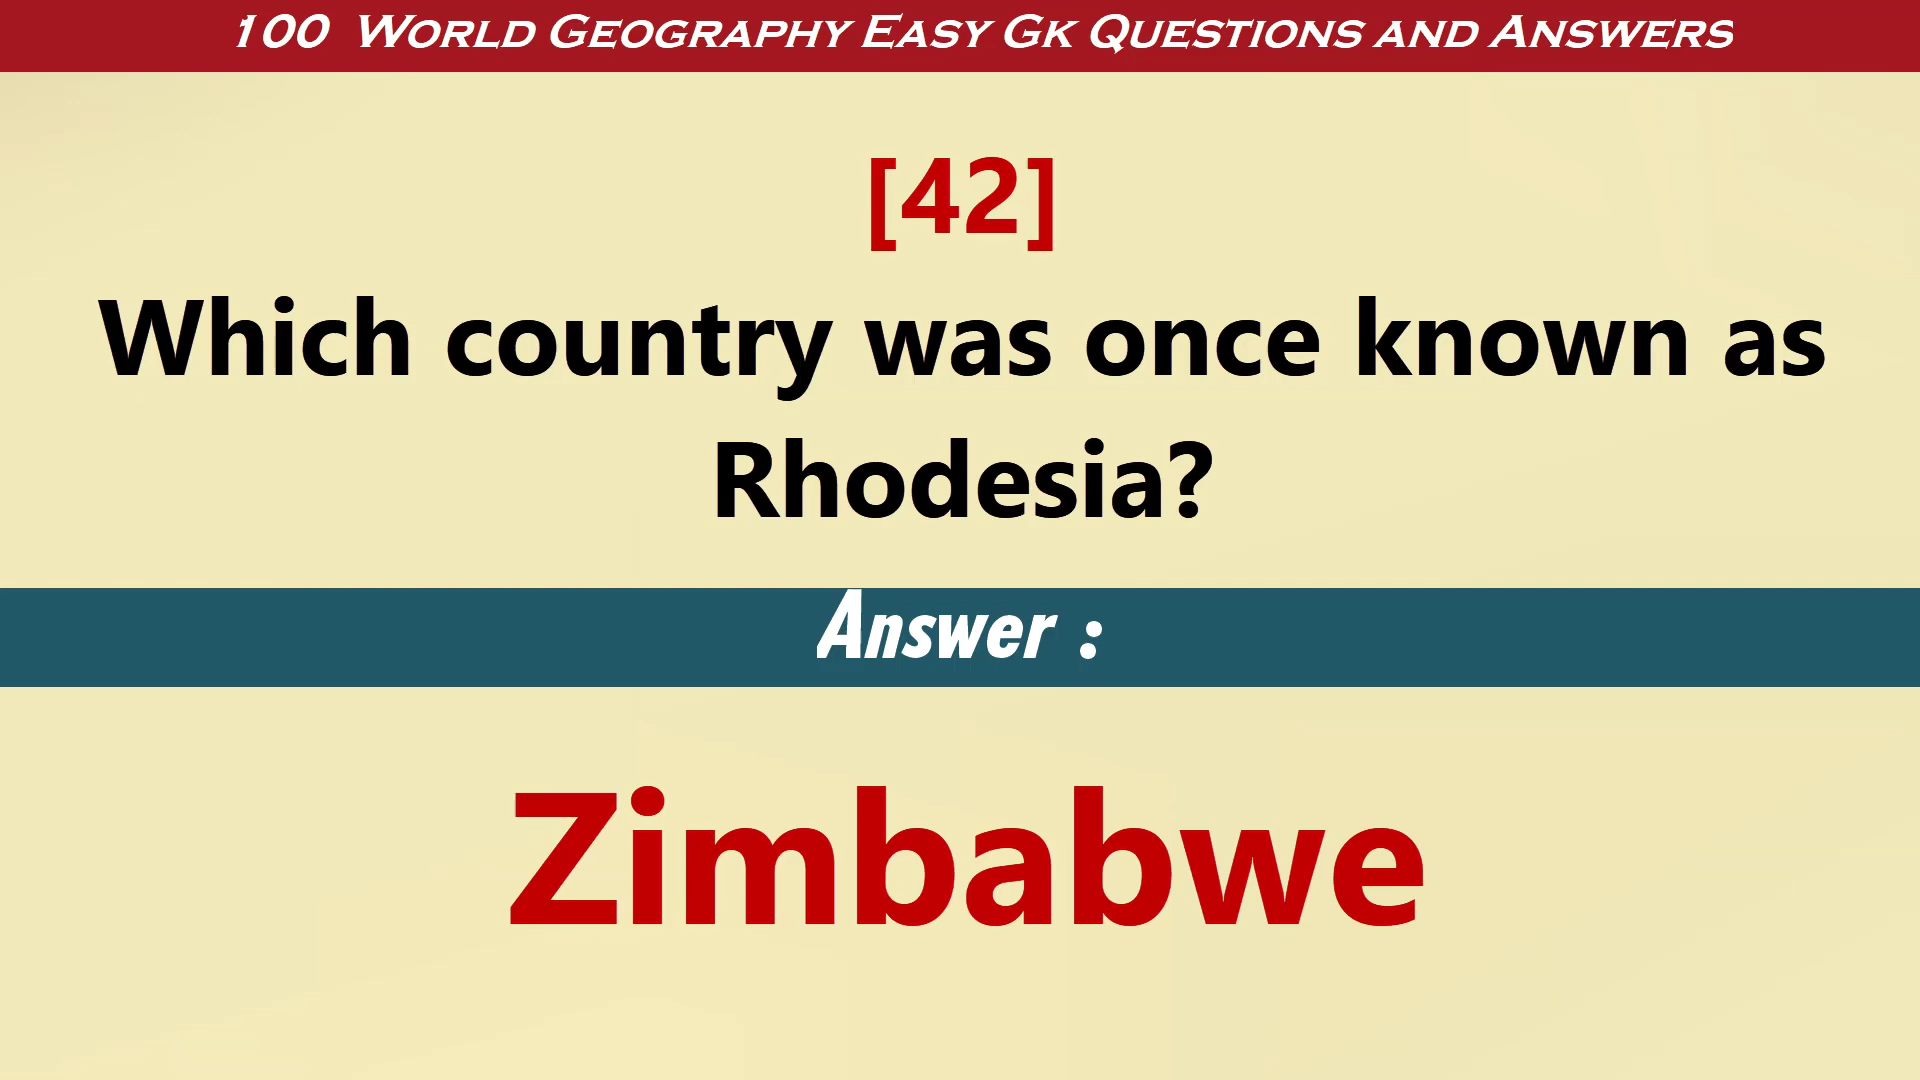 100 World Geography Easy Gk Questions and Answers
[42]
Which country was once known as
Rhodesia?
Answer :
Zimbabwe